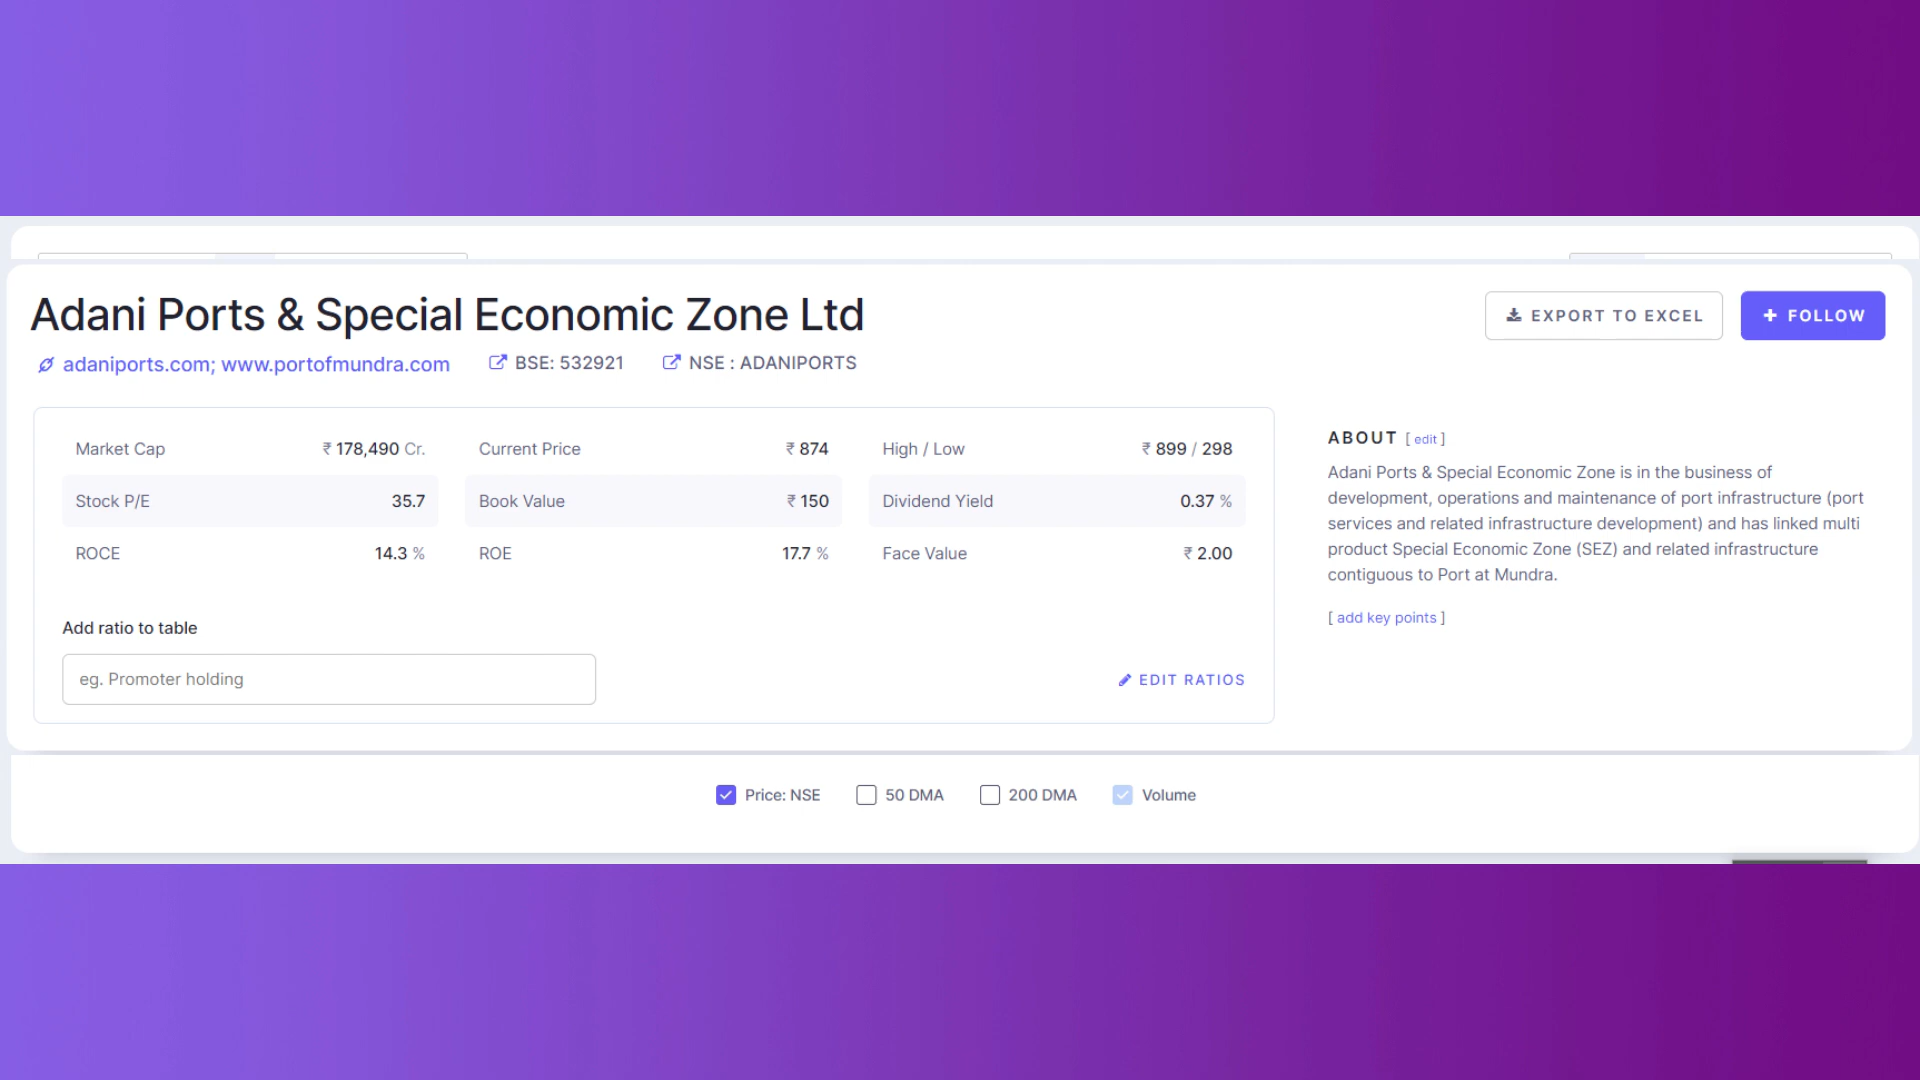 Adani Ports & Special Economic Zone Ltd
EXPORT TO EXCEL
FOLLOW
adaniports.com; www.portofmundra.com
BSE: 532921
NSE : ADANIPORTS
Market Cap ₹ 178,490 Cr.
Current Price ₹ 874
High / Low ₹ 899 / 298
Stock P/E 35.7
Book Value ₹ 150
Dividend Yield 0.37 %
ROCE 14.3 %
ROE 17.7 %
Face Value ₹ 2.00
Add ratio to table
eg. Promoter holding
EDIT RATIOS
ABOUT [ edit ]
Adani Ports & Special Economic Zone is in the business of
development, operations and maintenance of port infrastructure (port
services and related infrastructure development) and has linked multi
product Special Economic Zone (SEZ) and related infrastructure
contiguous to Port at Mundra.
[ add key points ]
Price: NSE
50 DMA
200 DMA
Volume